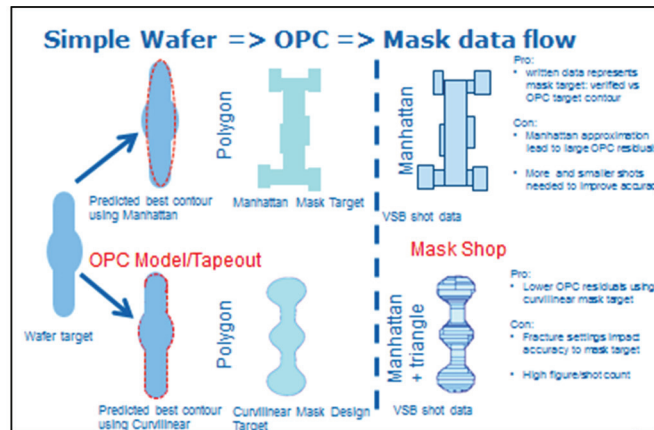 Simple Wafer => OPC => Mask data flow
Predicted best contour
using Manhattan
Polygon
Manhattan Mask Target
Manhattan
VSB shot data
Pro:
• written data represents
mask target: verified vs
OPC target contour
Con:
• Manhattan approximation
lead to large OPC residual
• More and smaller shots
needed to improve accurac
OPC Model/Tapeout
Mask Shop
Wafer target
Predicted best contour
using Curvilinear
Polygon
Curvilinear Mask Design
Target
Manhattan
+ triangle
VSB shot data
Pro:
• Lower OPC residuals using
curvilinear mask target
Con:
• Fracture settings impact
accuracy to mask target
• High figure/shot count